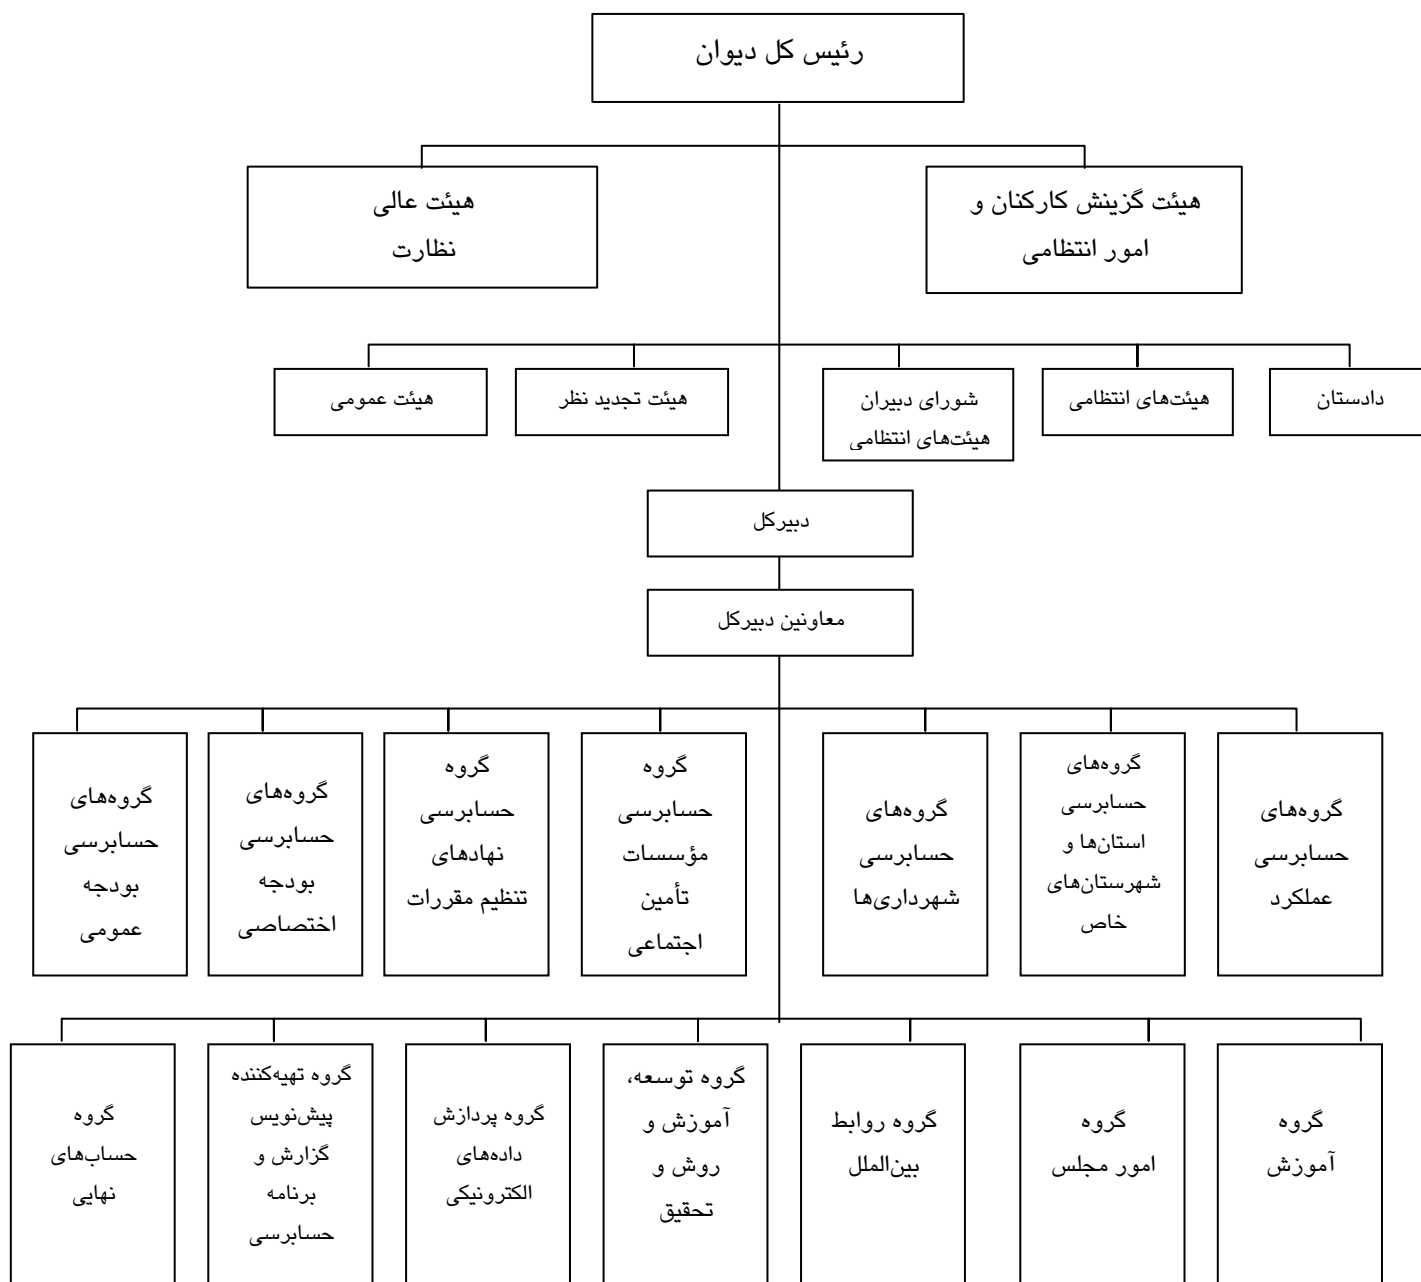 رئیس کل دیوان
هیئت گزینش کارکنان و
امور انتظامی
هیئت عالی
نظارت
دادستان
هیئت‌های انتظامی
شورای دبیران
هیئت‌های انتظامی
هیئت تجدید نظر
هیئت عمومی
دبیرکل
معاونین دبیرکل
گروه‌های
حسابرسی
عملکرد
گروه‌های
حسابرسی
استان‌ها و
شهرستان‌های
خاص
گروه‌های
حسابرسی
شهرداری‌ها
گروه
حسابرسی
مؤسسات
تأمین
اجتماعی
گروه
حسابرسی
نهادهای
تنظیم مقررات
گروه‌های
حسابرسی
بودجه
اختصاصی
گروه‌های
حسابرسی
بودجه
عمومی
گروه
آموزش
گروه
امور مجلس
گروه روابط
بین‌الملل
گروه توسعه،
آموزش و
روش و
تحقیق
گروه پردازش
داده‌های
الکترونیکی
گروه تهیه‌کننده
پیش‌نویس
گزارش و
برنامه
حسابرسی
گروه
حساب‌های
نهایی